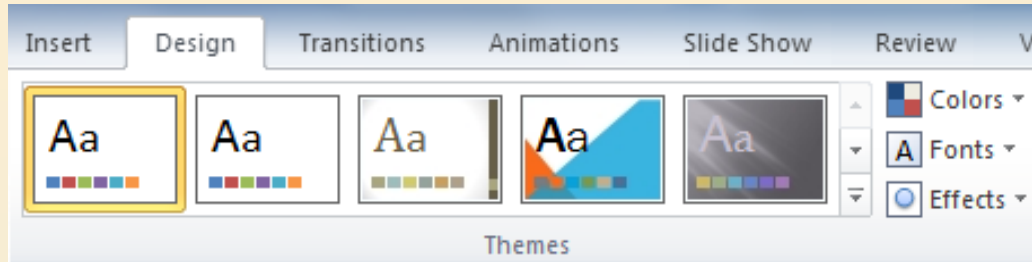 Insert Design Transitions Animations Slide Show Review V
Aa Aa Aa Aa Aa
Colors
A Fonts
Effects
Themes